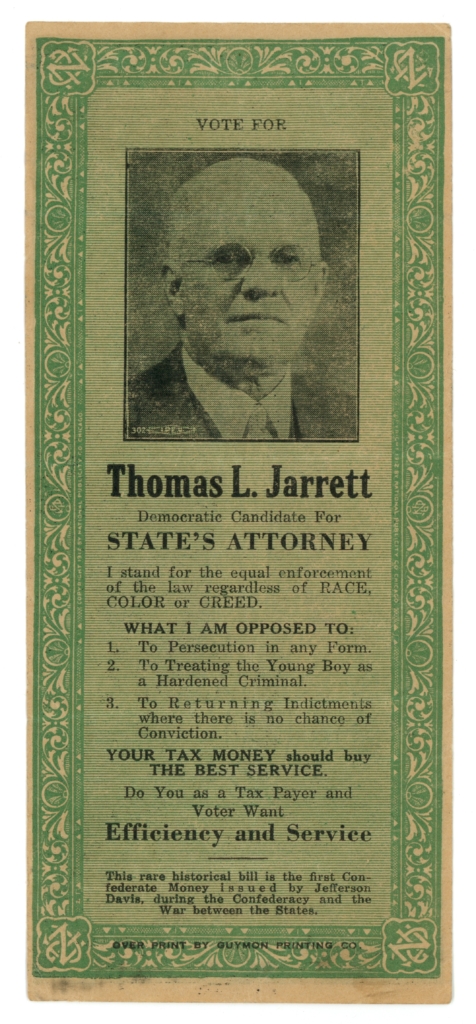 VOTE FOR
Thomas L. Jarrett
Democratic Candidate For
STATE'S ATTORNEY
I stand for the equal enforcement
of the law regardless of RACE,
COLOR or CREED.
WHAT I AM OPPOSED TO:
1. To Persecution in any Form.
2. To Treating the Young Boy as
a Hardened Criminal.
3. To Returning Indictments
where there is no chance of
Conviction.
YOUR TAX MONEY should buy
THE BEST SERVICE.
Do You as a Tax Payer and
Voter Want
Efficiency and Service
This rare historical bill is the first Con-
federate Money Issued by Jefferson
Davis, during the Confederacy and the
War between the States.
OVER PRINT BY GUYMON PRINTING CO.